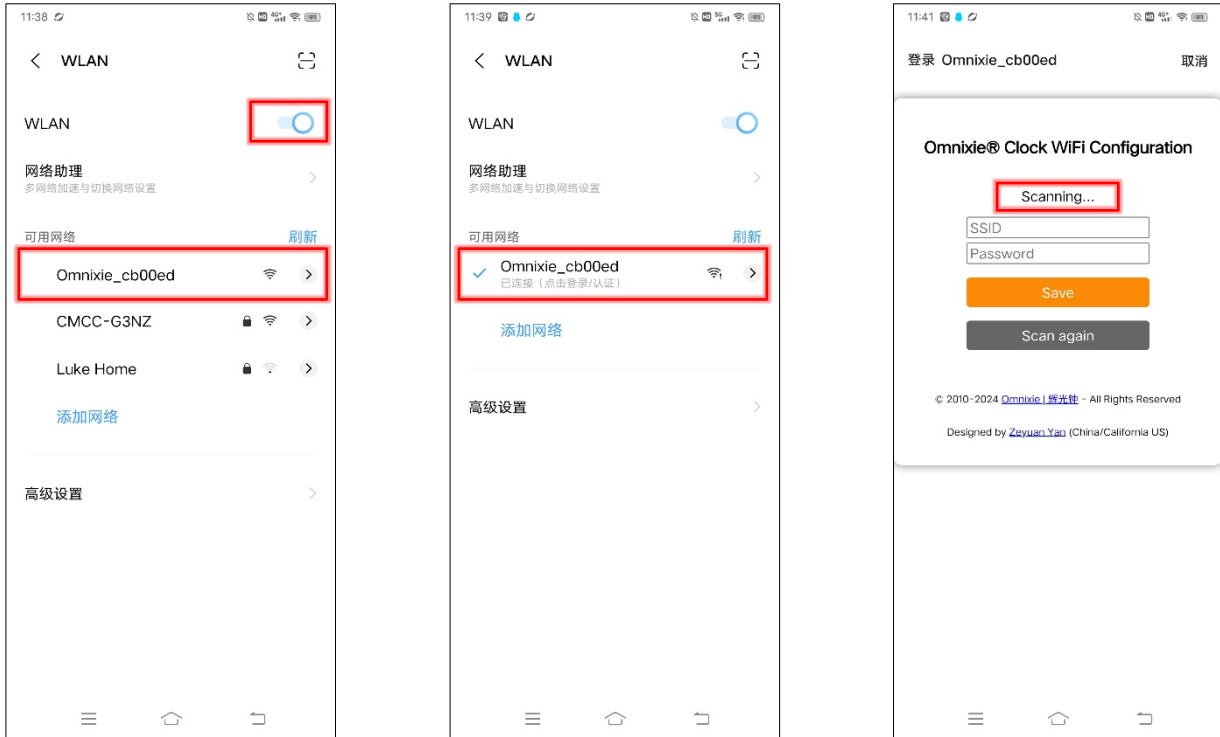 11:38
WLAN
WLAN
网络助理
多网络加速与切换网络设置
可用网络 刷新
Omnixie_cb00ed
CMCC-G3NZ
Luke Home
添加网络
高级设置
11:39
WLAN
WLAN
网络助理
多网络加速与切换网络设置
可用网络 刷新
Omnixie_cb00ed
已连接（点击登录/认证）
添加网络
高级设置
11:41
登录 Omnixie_cb00ed 取消
Omnixie® Clock WiFi Configuration
Scanning...
SSID
Password
Save
Scan again
© 2010-2024 Omnixie | 辉光钟 - All Rights Reserved
Designed by Zeyuan Yan (China/California US)